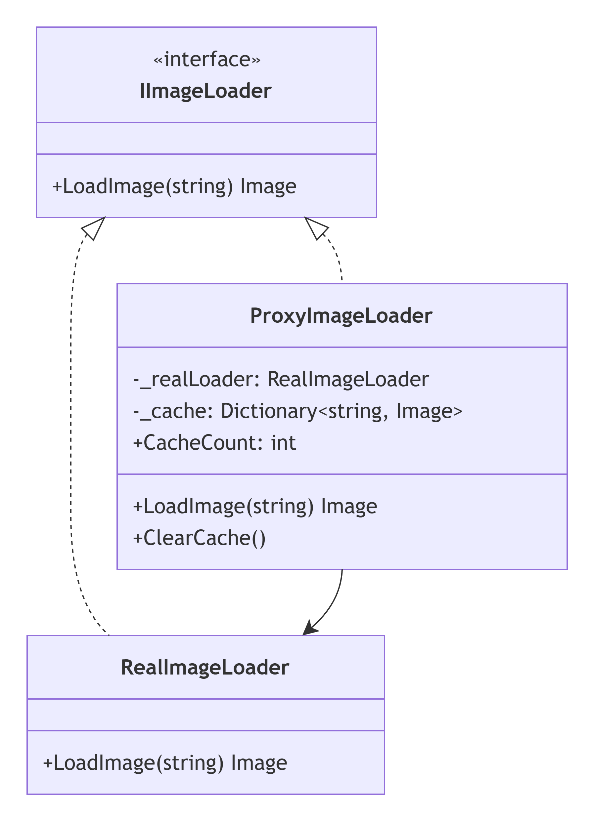 «interface»
IImageLoader
+LoadImage(string) Image
ProxyImageLoader
-_realLoader: RealImageLoader
-_cache: Dictionary<string, Image>
+CacheCount: int
+LoadImage(string) Image
+ClearCache()
RealImageLoader
+LoadImage(string) Image